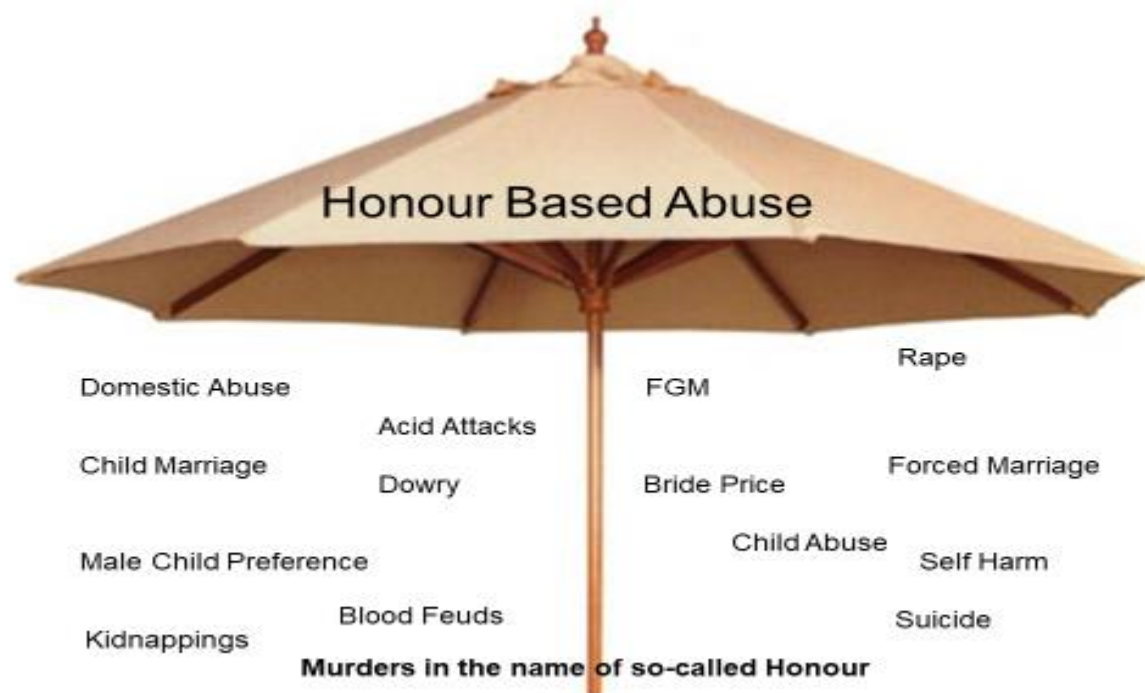 Honour Based Abuse
Rape
Domestic Abuse
FGM
Acid Attacks
Child Marriage
Forced Marriage
Dowry
Bride Price
Child Abuse
Male Child Preference
Self Harm
Blood Feuds
Suicide
Kidnappings
Murders in the name of so-called Honour